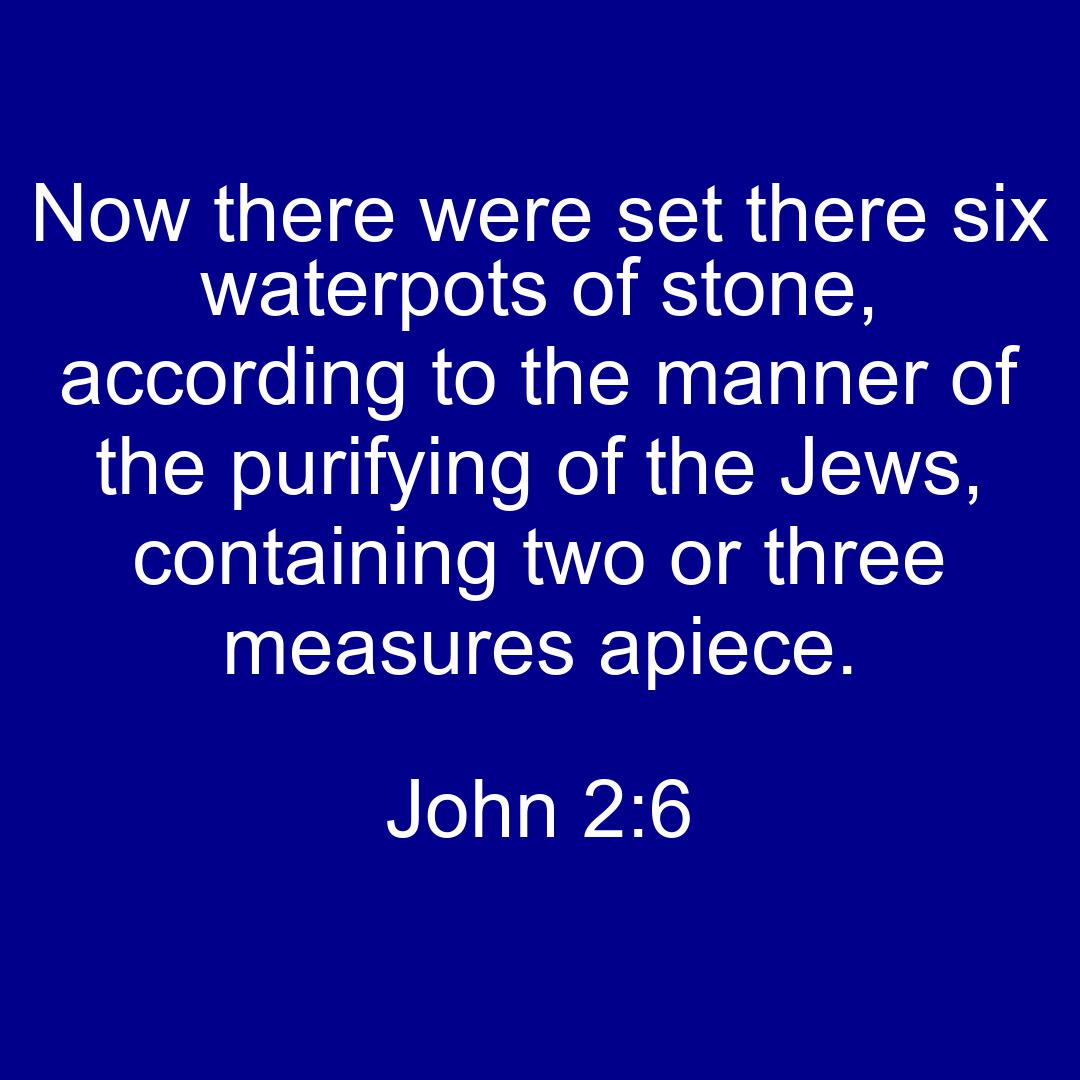 Now there were set there six
waterpots of stone,
according to the manner of
the purifying of the Jews,
containing two or three
measures apiece.
John 2:6